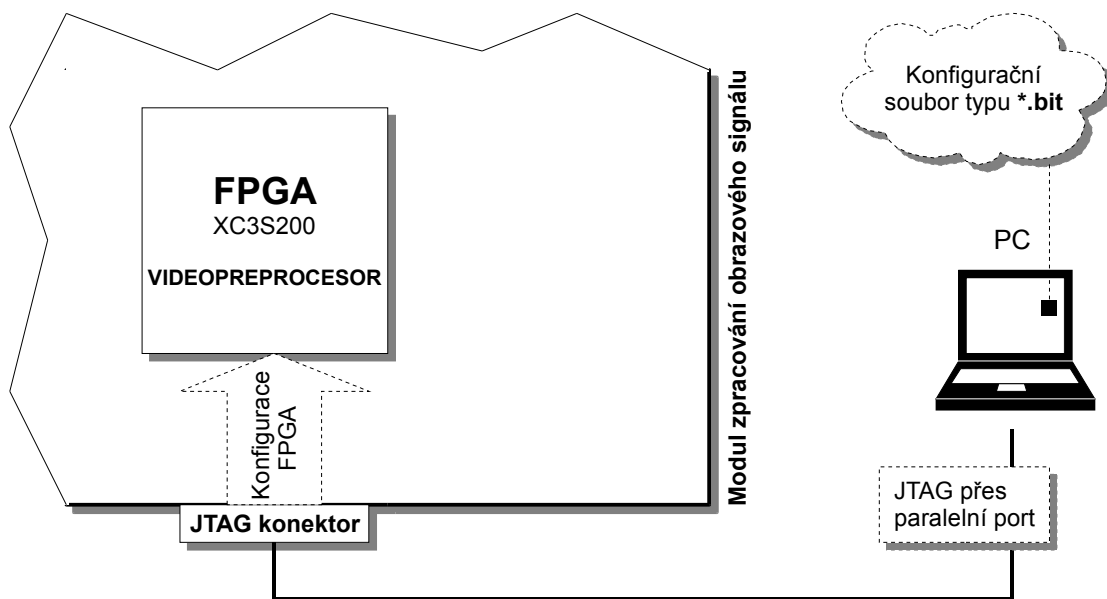 FPGA
XC3S200
VIDEOPREPROCESOR
Konfigurace
FPGA
JTAG konektor
Modul zpracování obrazového signálu
Konfigurační
soubor typu *.bit
PC
JTAG přes
paralelní port